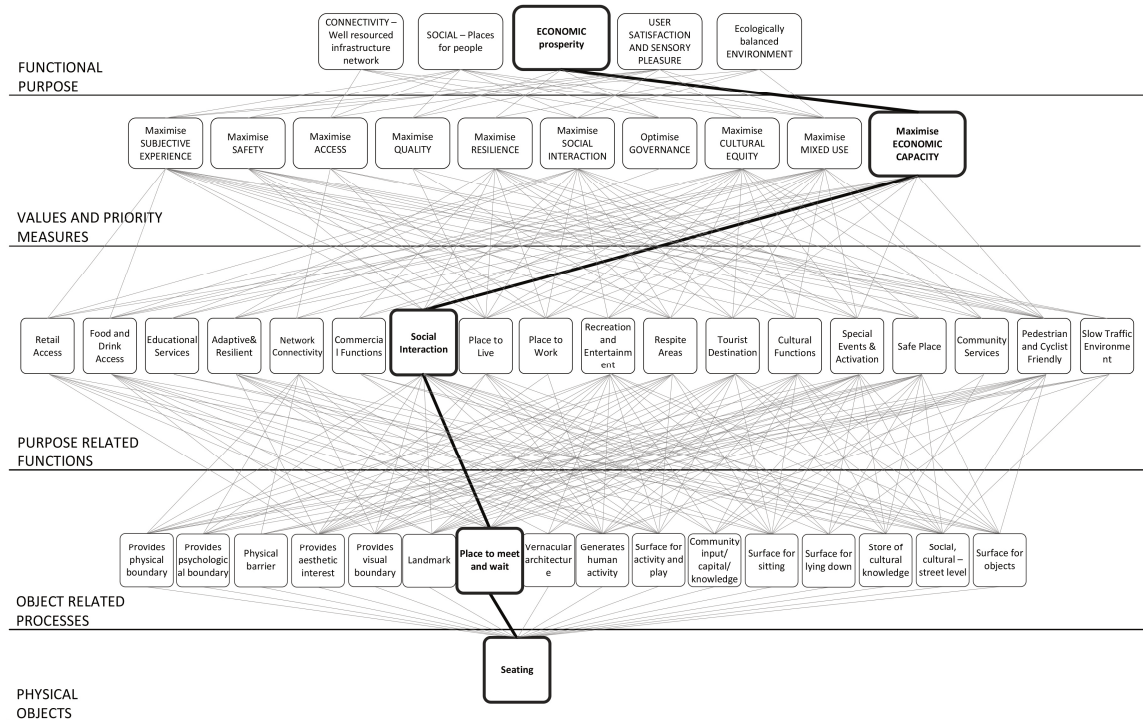 CONNECTIVITY –
Well resourced
infrastructure
network
SOCIAL – Places
for people
ECONOMIC
prosperity
USER
SATISFACTION
AND SENSORY
PLEASURE
Ecologically
balanced
ENVIRONMENT
FUNCTIONAL
PURPOSE
Maximise
SUBJECTIVE
EXPERIENCE
Maximise
SAFETY
Maximise
ACCESS
Maximise
QUALITY
Maximise
RESILIENCE
Maximise
SOCIAL
INTERACTION
Optimise
GOVERNANCE
Maximise
CULTURAL
EQUITY
Maximise
MIXED USE
Maximise
ECONOMIC
CAPACITY
VALUES AND PRIORITY
MEASURES
Retail
Access
Food and
Drink
Access
Educational
Services
Adaptive&
Resilient
Network
Connectivity
Commercia
l Functions
Social
Interaction
Place to
Live
Place to
Work
Recreation
and
Entertainm
ent
Respite
Areas
Tourist
Destination
Cultural
Functions
Special
Events &
Activation
Safe Place
Community
Services
Pedestrian
and Cyclist
Friendly
Slow Traffic
Environme
nt
PURPOSE RELATED
FUNCTIONS
Provides
physical
boundary
Provides
psychologic
al boundary
Physical
barrier
Provides
aesthetic
interest
Provides
visual
boundary
Landmark
Place to meet
and wait
Vernacular
architectur
e
Generates
human
activity
Surface for
activity and
play
Community
input/
capital/
knowledge
Surface for
sitting
Surface for
lying down
Store of
cultural
knowledge
Social,
cultural –
street level
Surface for
objects
OBJECT RELATED
PROCESSES
Seating
PHYSICAL
OBJECTS